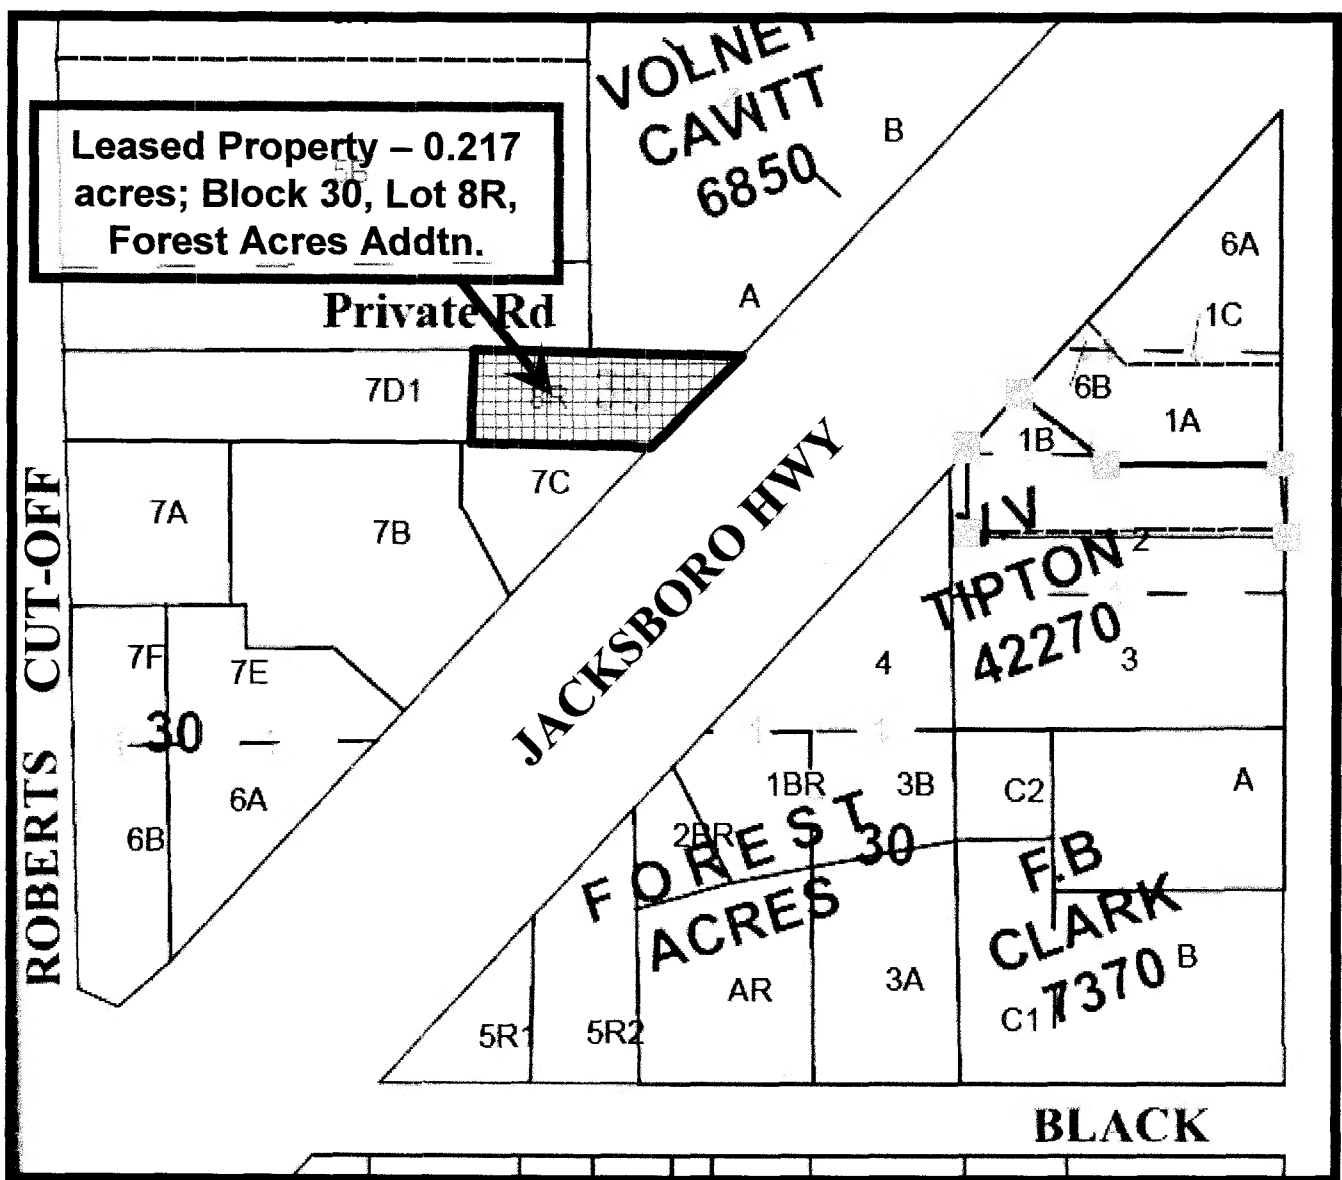 VOLNEY
CAVITT
6850
B
Leased Property – 0.217
acres; Block 30, Lot 8R,
Forest Acres Addtn.
6A
Private Rd
A
1C
7D1
6B
1A
1B
7C
7A
7B
JACKSBORO HWY
J V
TIPTON
42270
2
ROBERTS CUT-OFF
7F
7E
4
3
30
6A
6B
1BR
3B
C2
A
2BR
FOREST
ACRES
30
F.B
CLARK
7370
B
AR
3A
C1
5R1
5R2
BLACK